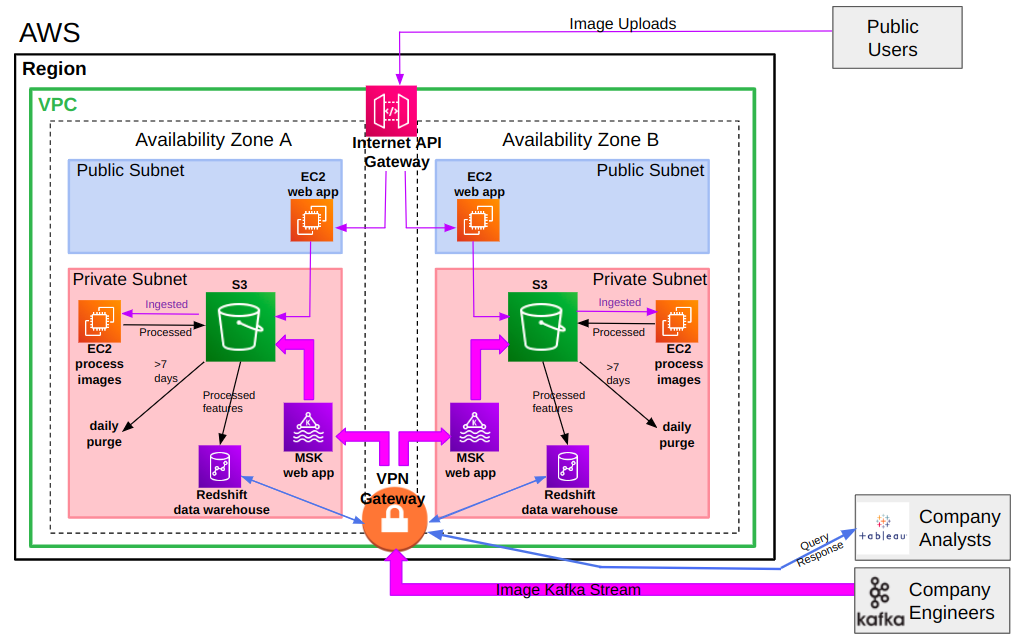 AWS
Image Uploads
Public
Users
Region
VPC
Availability Zone A
Internet API
Gateway
Availability Zone B
Public Subnet
EC2
web app
EC2
web app
Public Subnet
Private Subnet
S3
Ingested
Processed
EC2
process
images
>7
days
daily
purge
Processed
features
MSK
web app
Redshift
data warehouse
S3
Private Subnet
Ingested
Processed
EC2
process
images
>7
days
daily
purge
Processed
features
MSK
web app
Redshift
data warehouse
VPN
Gateway
Query
Response
+ableau
Company
Analysts
Image Kafka Stream
kafka
Company
Engineers